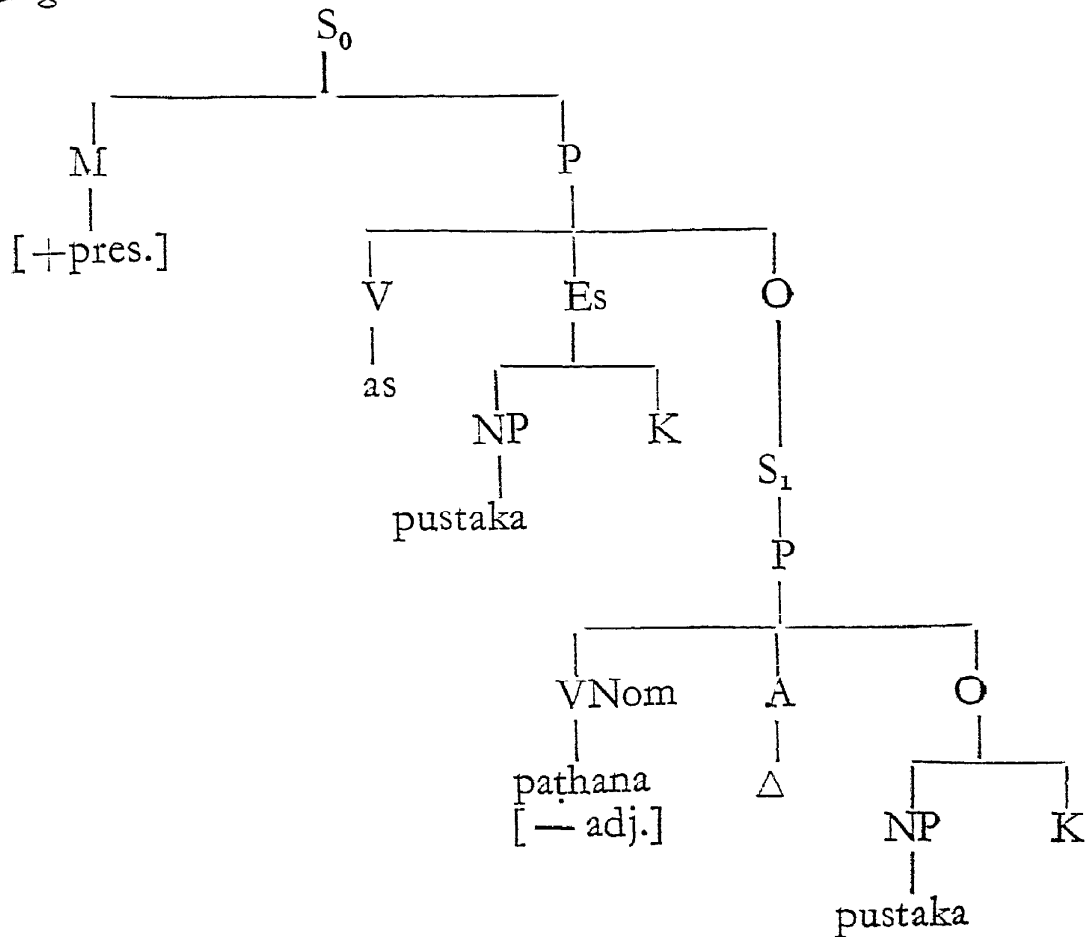 S₀
M P
[+pres.]
V Es O
as
NP K
S₁
pustaka
P
VNom A O
paṭhana △
[— adj.]
NP K
pustaka